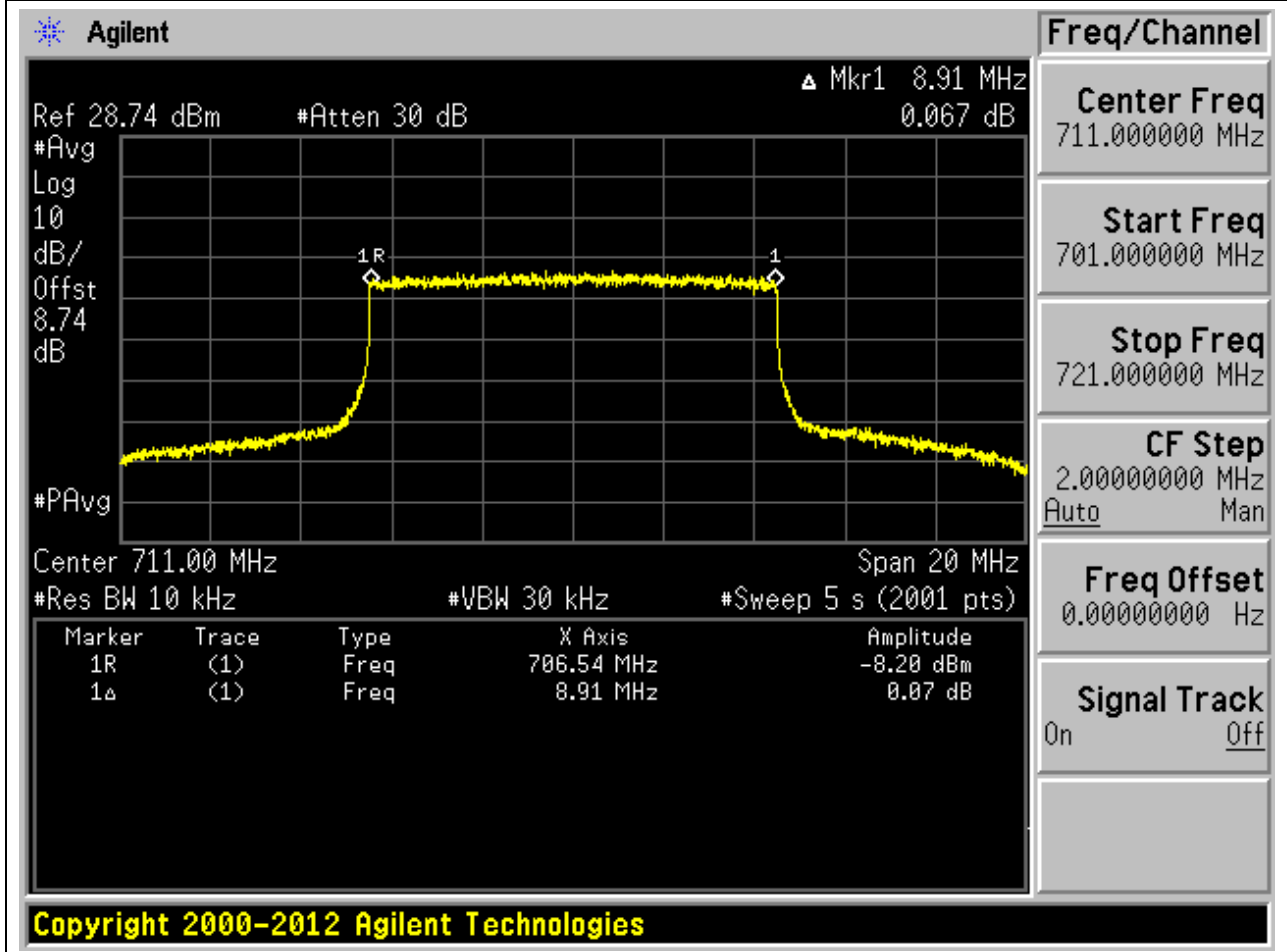 Agilent
Freq/Channel
▵ Mkr1 8.91 MHz
Ref 28.74 dBm #Atten 30 dB 0.067 dB
#Avg
Log
10
dB/
Offst
8.74
dB
1R 1
#PAvg
Center 711.00 MHz Span 20 MHz
#Res BW 10 kHz #VBW 30 kHz #Sweep 5 s (2001 pts)
Marker Trace Type X Axis Amplitude
1R (1) Freq 706.54 MHz -8.20 dBm
1▵ (1) Freq 8.91 MHz 0.07 dB
Center Freq
711.000000 MHz
Start Freq
701.000000 MHz
Stop Freq
721.000000 MHz
CF Step
2.00000000 MHz
Auto Man
Freq Offset
0.00000000 Hz
Signal Track
On Off
Copyright 2000-2012 Agilent Technologies